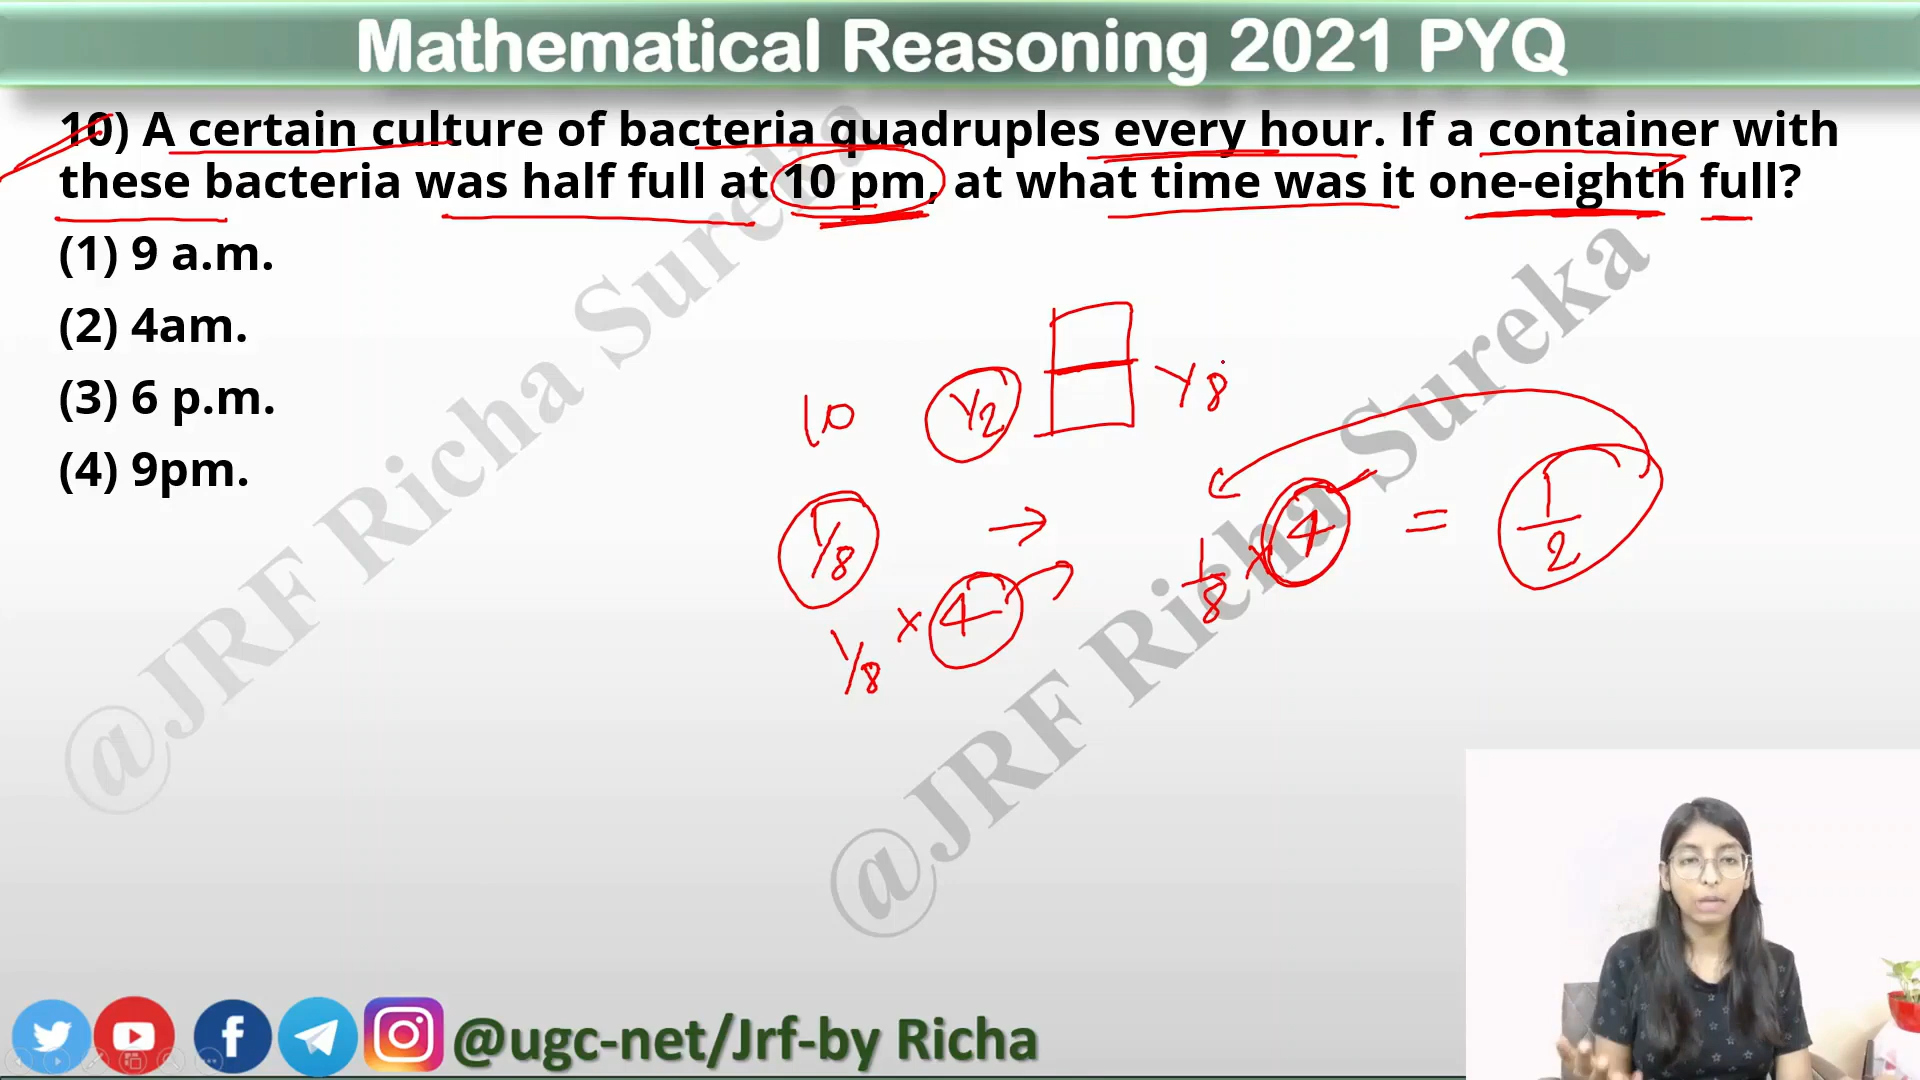 Mathematical Reasoning 2021 PYQ
10) A certain culture of bacteria quadruples every hour. If a container with
these bacteria was half full at 10 pm, at what time was it one-eighth full?
(1) 9 a.m.
(2) 4am.
(3) 6 p.m.
(4) 9pm.
10 1/2 1/8
1/8 → 1/8 × 4 = 1/2
1/8 × 4
@JRF Richa Sureka
@JRF Richa Sureka
@ugc-net/Jrf-by Richa